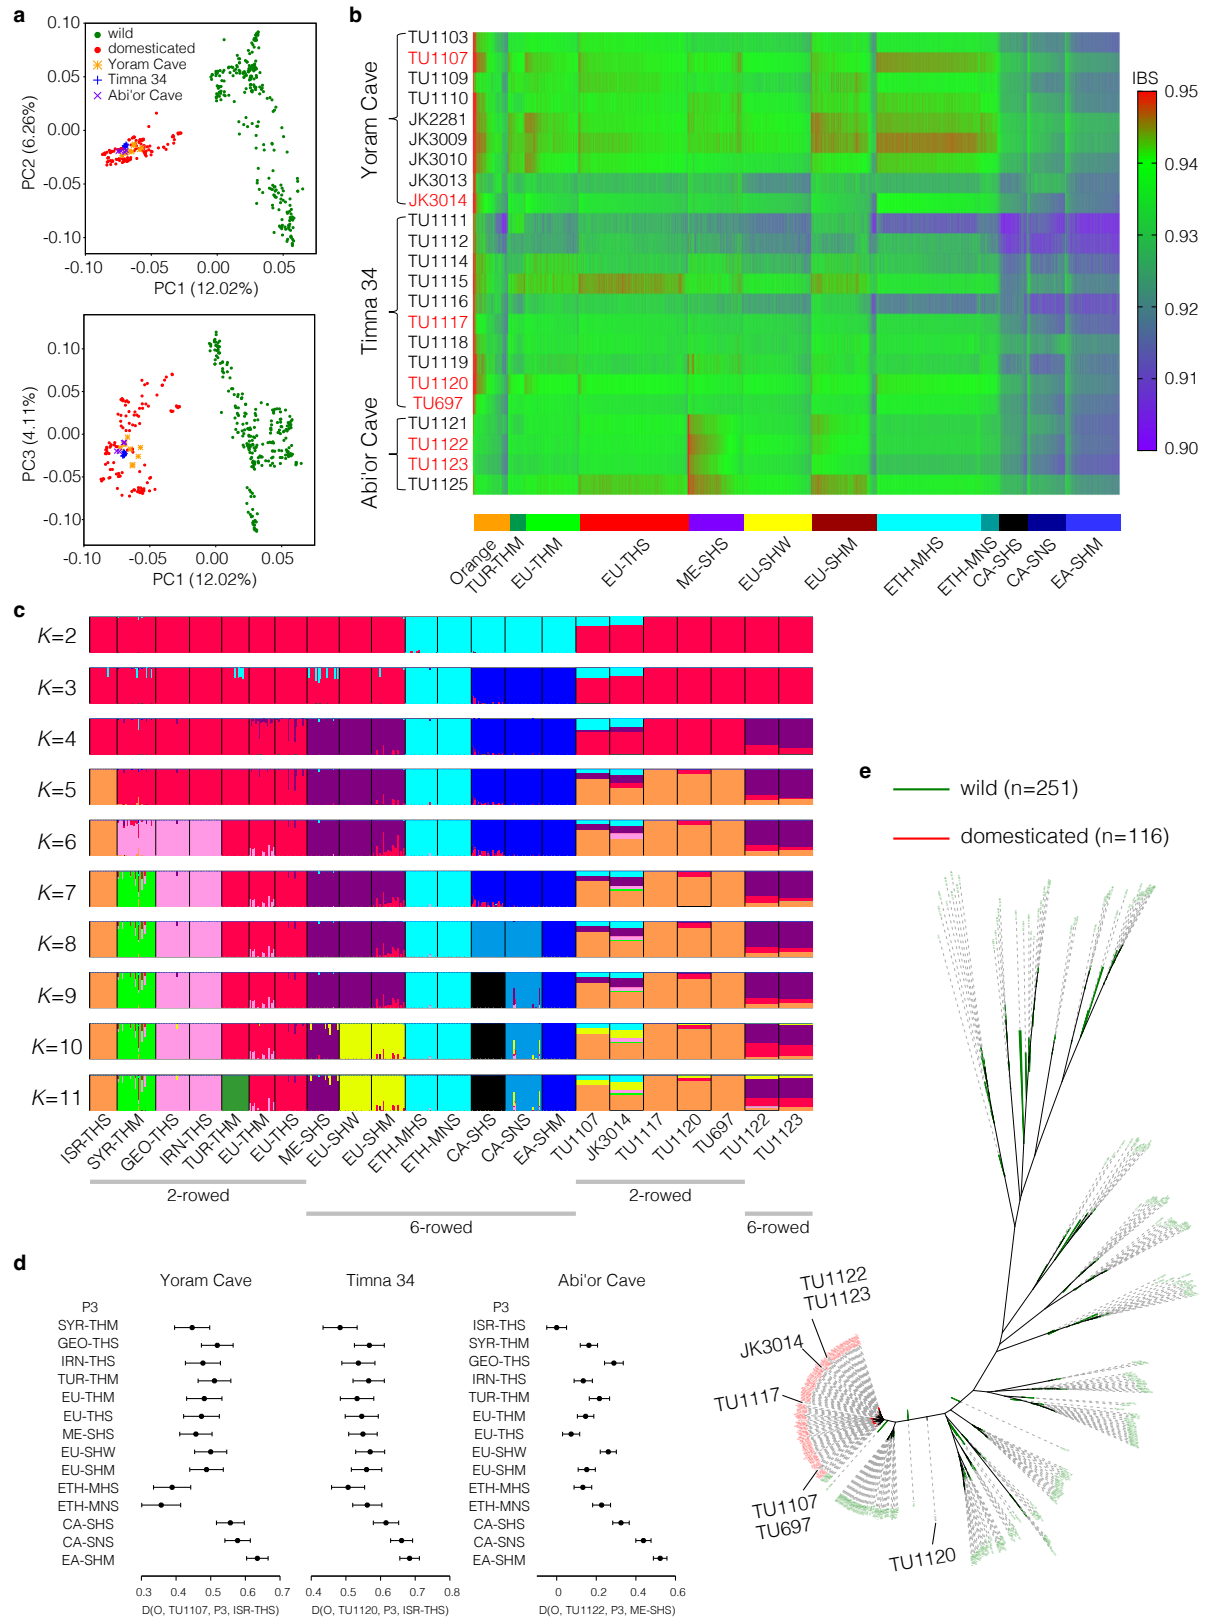 a
0.10
0.05
0.00
-0.05
-0.10
PC2 (6.26%)
wild
domesticated
Yoram Cave
Timna 34
Abi'or Cave
-0.10
-0.05
0.00
0.05
PC1 (12.02%)
0.10
0.05
0.00
-0.05
-0.10
PC3 (4.11%)
-0.10
-0.05
0.00
0.05
PC1 (12.02%)
b
Yoram Cave
TU1103
TU1107
TU1109
TU1110
JK2281
JK3009
JK3010
JK3013
JK3014
Timna 34
TU1111
TU1112
TU1114
TU1115
TU1116
TU1117
TU1118
TU1119
TU1120
TU697
Abi'or Cave
TU1121
TU1122
TU1123
TU1125
IBS
0.95
0.94
0.93
0.92
0.91
0.90
Orange
TUR-THM
EU-THM
EU-THS
ME-SHS
EU-SHW
EU-SHM
ETH-MHS
ETH-MNS
CA-SHS
CA-SNS
EA-SHM
c
K=2
K=3
K=4
K=5
K=6
K=7
K=8
K=9
K=10
K=11
ISR-THS
SYR-THM
GEO-THS
IRN-THS
TUR-THM
EU-THM
EU-THS
ME-SHS
EU-SHW
EU-SHM
ETH-MHS
ETH-MNS
CA-SHS
CA-SNS
EA-SHM
TU1107
JK3014
TU1117
TU1120
TU697
TU1122
TU1123
2-rowed
6-rowed
2-rowed
6-rowed
d
Yoram Cave
P3
SYR-THM
GEO-THS
IRN-THS
TUR-THM
EU-THM
EU-THS
ME-SHS
EU-SHW
EU-SHM
ETH-MHS
ETH-MNS
CA-SHS
CA-SNS
EA-SHM
0.3 0.4 0.5 0.6 0.7
D(O, TU1107, P3, ISR-THS)
Timna 34
0.4 0.5 0.6 0.7 0.8
D(O, TU1120, P3, ISR-THS)
Abi'or Cave
P3
ISR-THS
SYR-THM
GEO-THS
IRN-THS
TUR-THM
EU-THM
EU-THS
EU-SHW
EU-SHM
ETH-MHS
ETH-MNS
CA-SHS
CA-SNS
EA-SHM
0 0.2 0.4 0.6
D(O, TU1122, P3, ME-SHS)
e
wild (n=251)
domesticated (n=116)
TU1122
TU1123
JK3014
TU1117
TU1107
TU697
TU1120